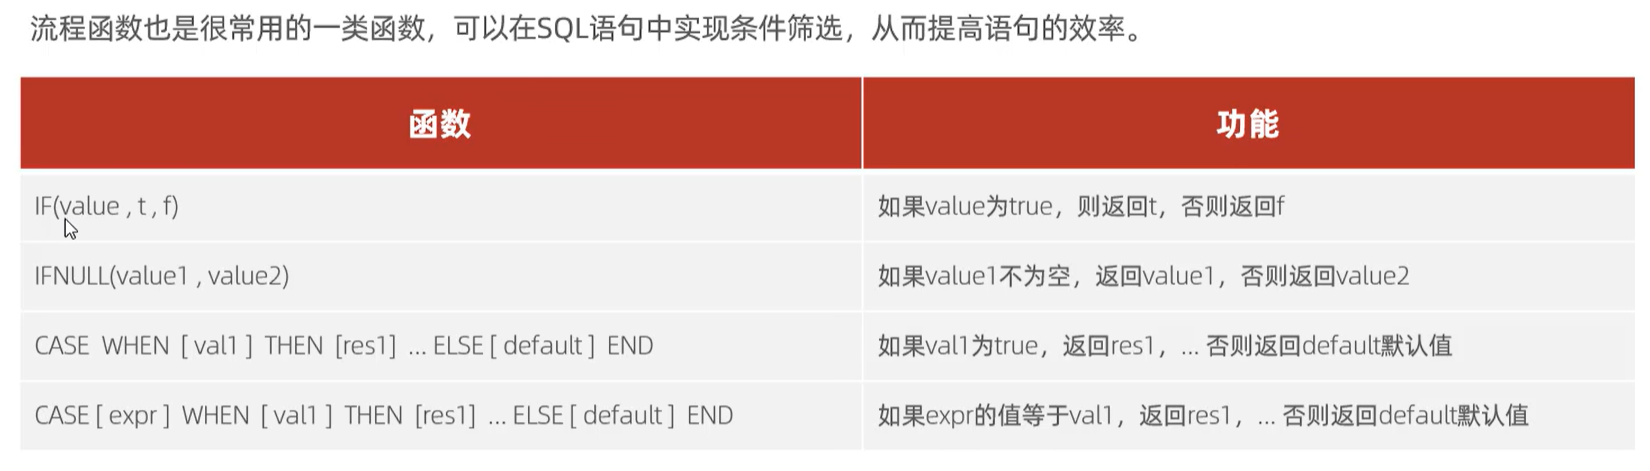 流程函数也是很常用的一类函数，可以在SQL语句中实现条件筛选，从而提高语句的效率。
函数 功能
IF(value , t , f) 如果value为true，则返回t，否则返回f
IFNULL(value1 , value2) 如果value1不为空，返回value1，否则返回value2
CASE WHEN [ val1 ] THEN [res1] ... ELSE [ default ] END 如果val1为true，返回res1，... 否则返回default默认值
CASE [ expr ] WHEN [ val1 ] THEN [res1] ... ELSE [ default ] END 如果expr的值等于val1，返回res1，... 否则返回default默认值